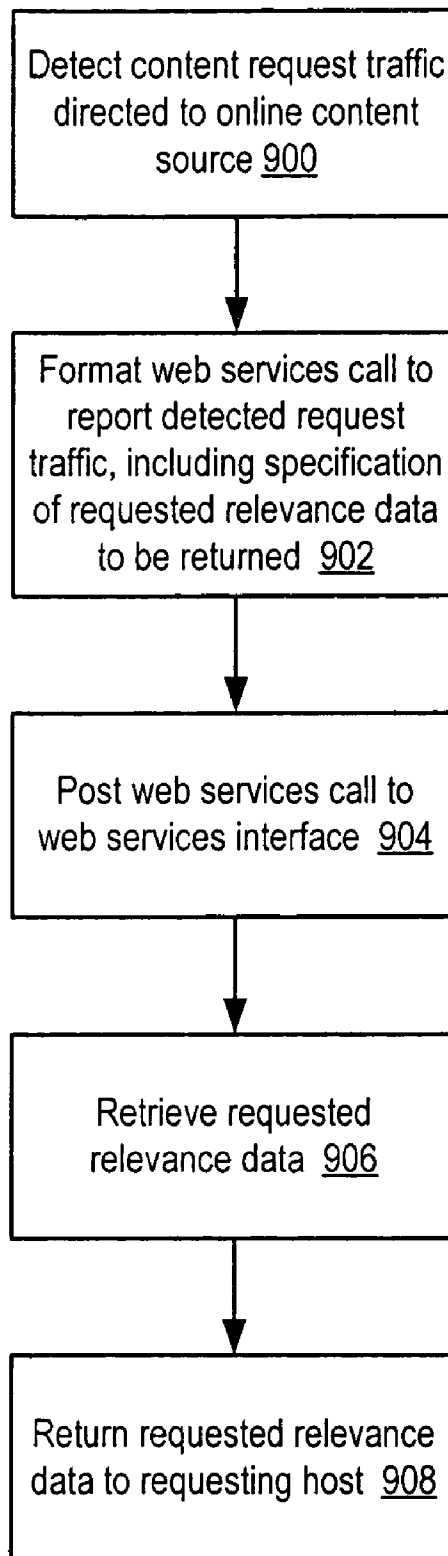 Detect content request traffic
directed to online content
source 900
Format web services call to
report detected request
traffic, including specification
of requested relevance data
to be returned 902
Post web services call to
web services interface 904
Retrieve requested
relevance data 906
Return requested relevance
data to requesting host 908